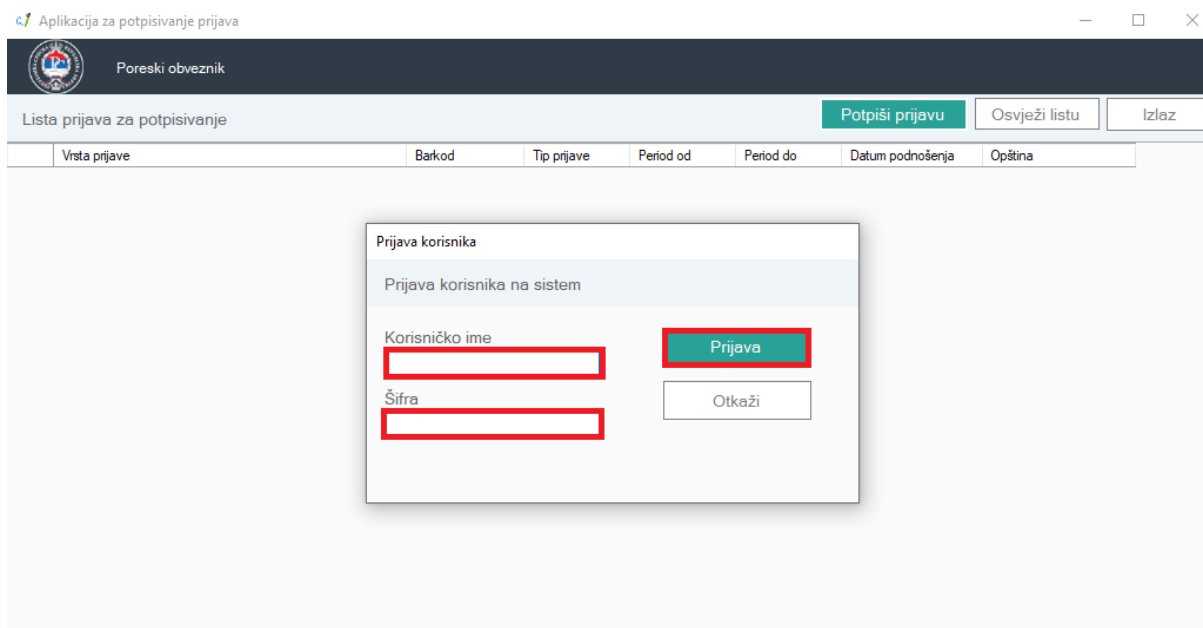 Aplikacija za potpisivanje prijava
Poreski obveznik
Lista prijava za potpisivanje
Potpiši prijavu
Osvježi listu
Izlaz
Vrsta prijave Barkod Tip prijave Period od Period do Datum podnošenja Opština
Prijava korisnika
Prijava korisnika na sistem
Korisničko ime
Prijava
Šifra
Otkaži